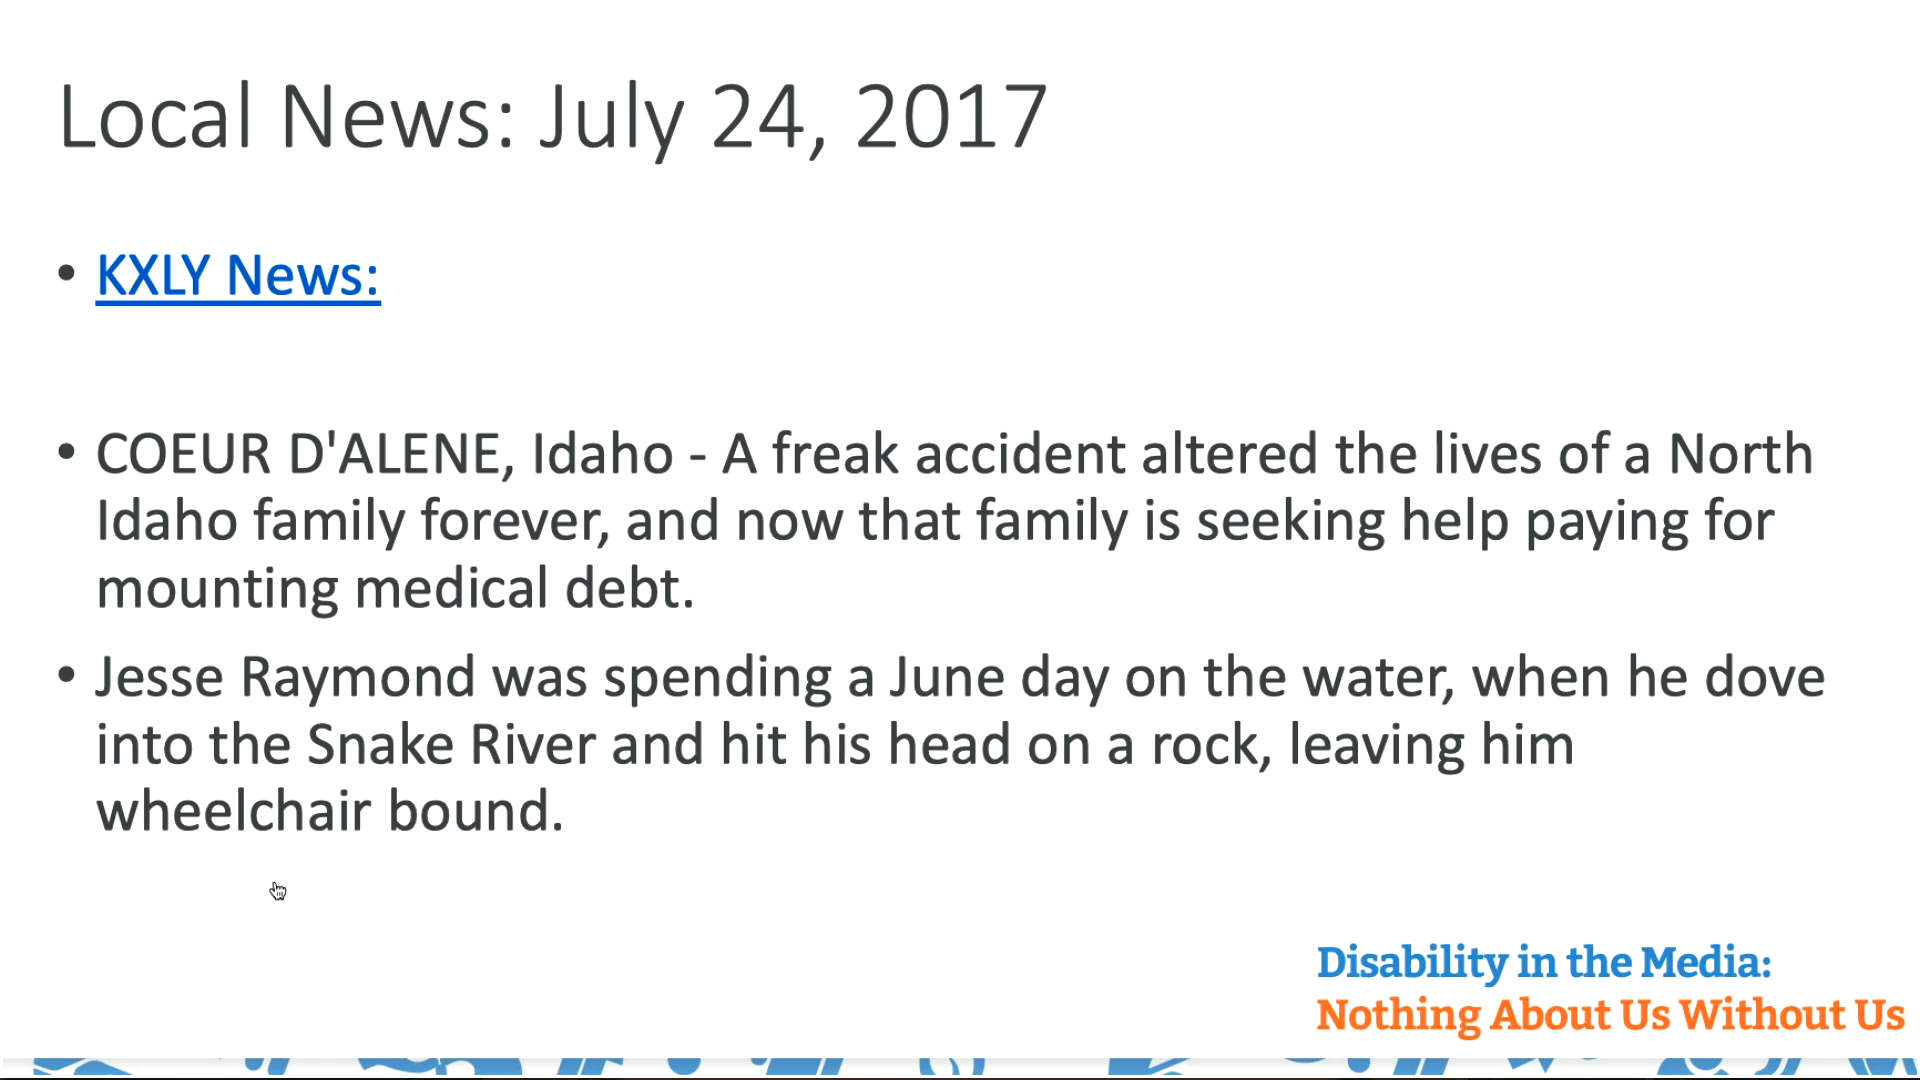 Local News: July 24, 2017
• KXLY News:
• COEUR D'ALENE, Idaho - A freak accident altered the lives of a North
Idaho family forever, and now that family is seeking help paying for
mounting medical debt.
• Jesse Raymond was spending a June day on the water, when he dove
into the Snake River and hit his head on a rock, leaving him
wheelchair bound.
Disability in the Media:
Nothing About Us Without Us